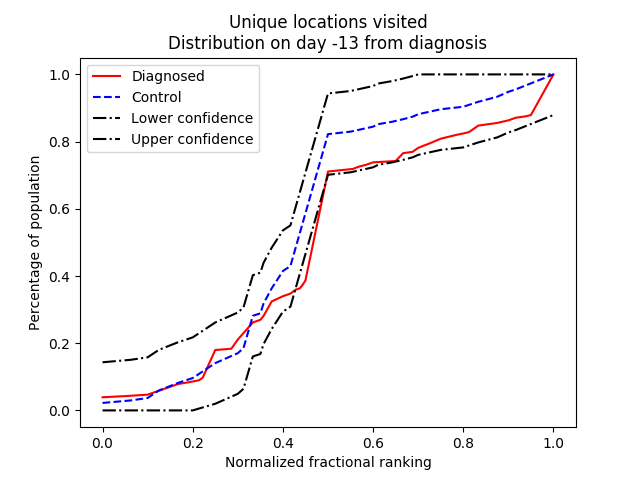 Unique locations visited
Distribution on day -13 from diagnosis
Diagnosed
Control
Lower confidence
Upper confidence
Percentage of population
1.0
0.8
0.6
0.4
0.2
0.0
0.0 0.2 0.4 0.6 0.8 1.0
Normalized fractional ranking